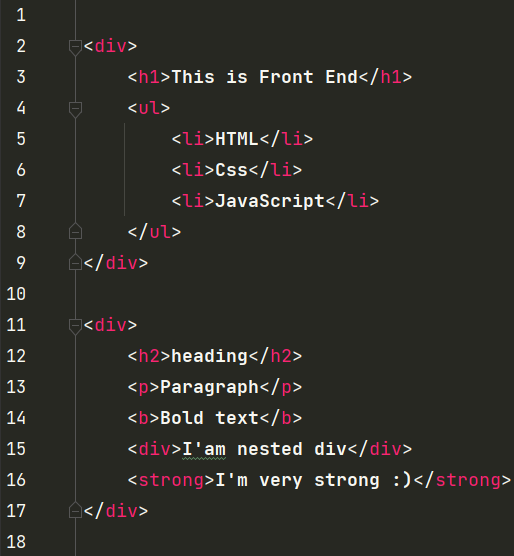 1
2 <div>
3     <h1>This is Front End</h1>
4     <ul>
5         <li>HTML</li>
6         <li>Css</li>
7         <li>JavaScript</li>
8     </ul>
9 </div>
10
11 <div>
12     <h2>heading</h2>
13     <p>Paragraph</p>
14     <b>Bold text</b>
15     <div>I'am nested div</div>
16     <strong>I'm very strong :)</strong>
17 </div>
18